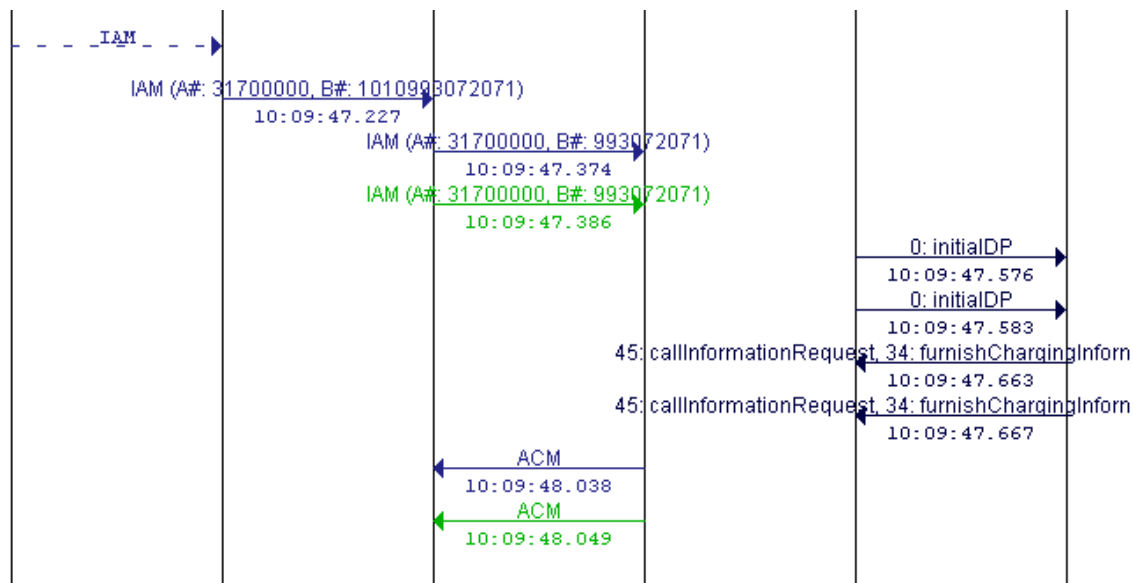 IAM
IAM (A#: 31700000, B#: 1010993072071)
10:09:47.227
IAM (A#: 31700000, B#: 993072071)
10:09:47.374
IAM (A#: 31700000, B#: 993072071)
10:09:47.386
0: initialDP
10:09:47.576
0: initialDP
10:09:47.583
45: callInformationRequest, 34: furnishChargingInforn
10:09:47.663
45: callInformationRequest, 34: furnishChargingInforn
10:09:47.667
ACM
10:09:48.038
ACM
10:09:48.049